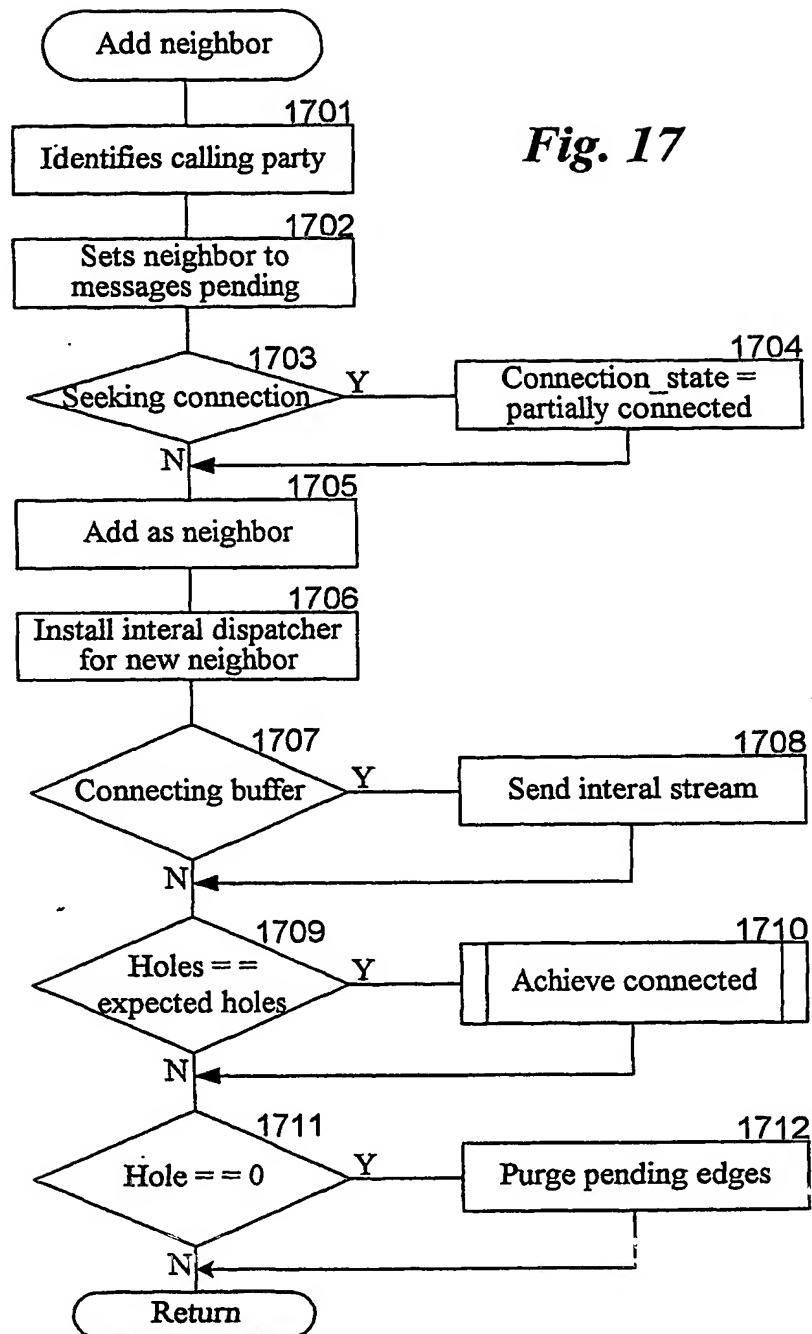 Add neighbor
Fig. 17
1701
Identifies calling party
1702
Sets neighbor to
messages pending
1703
Seeking connection
Y
N
1704
Connection_state =
partially connected
1705
Add as neighbor
1706
Install interal dispatcher
for new neighbor
1707
Connecting buffer
Y
N
1708
Send interal stream
1709
Holes = =
expected holes
Y
N
1710
Achieve connected
1711
Hole = = 0
Y
N
1712
Purge pending edges
Return